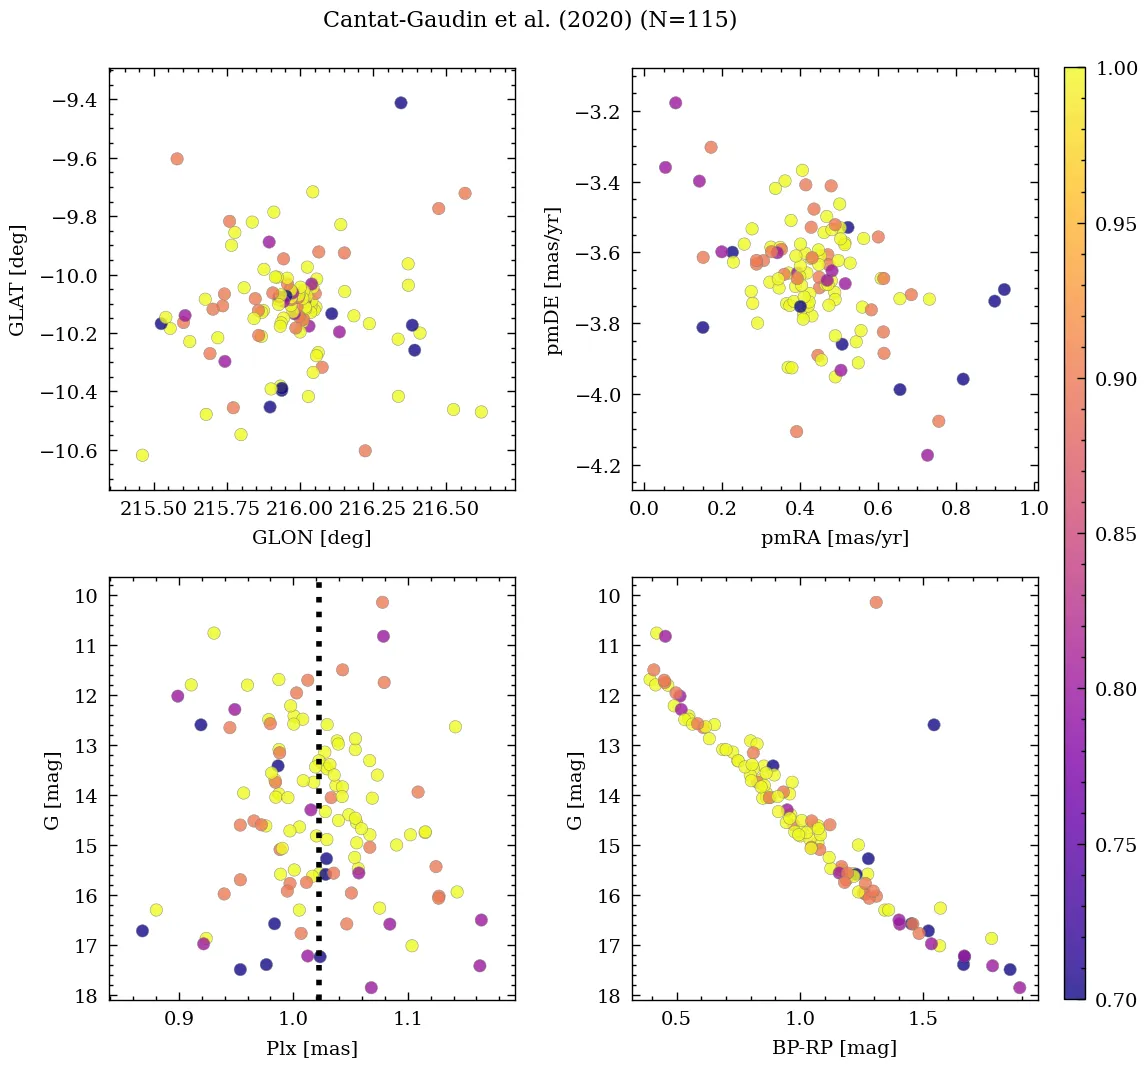 Cantat-Gaudin et al. (2020) (N=115)
−9.4
−9.6
−9.8
−10.0
−10.2
−10.4
−10.6
GLAT [deg]
215.50 215.75 216.00 216.25 216.50
GLON [deg]
−3.2
−3.4
−3.6
−3.8
−4.0
−4.2
pmDE [mas/yr]
0.0 0.2 0.4 0.6 0.8 1.0
pmRA [mas/yr]
10
11
12
13
14
15
16
17
18
G [mag]
0.9 1.0 1.1
Plx [mas]
10
11
12
13
14
15
16
17
18
G [mag]
0.5 1.0 1.5
BP-RP [mag]
1.00
0.95
0.90
0.85
0.80
0.75
0.70